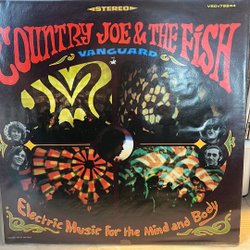 STEREO
VSD•79244
COUNTRY JOE & THE FISH
VANGUARD
Electric Music for the Mind and Body